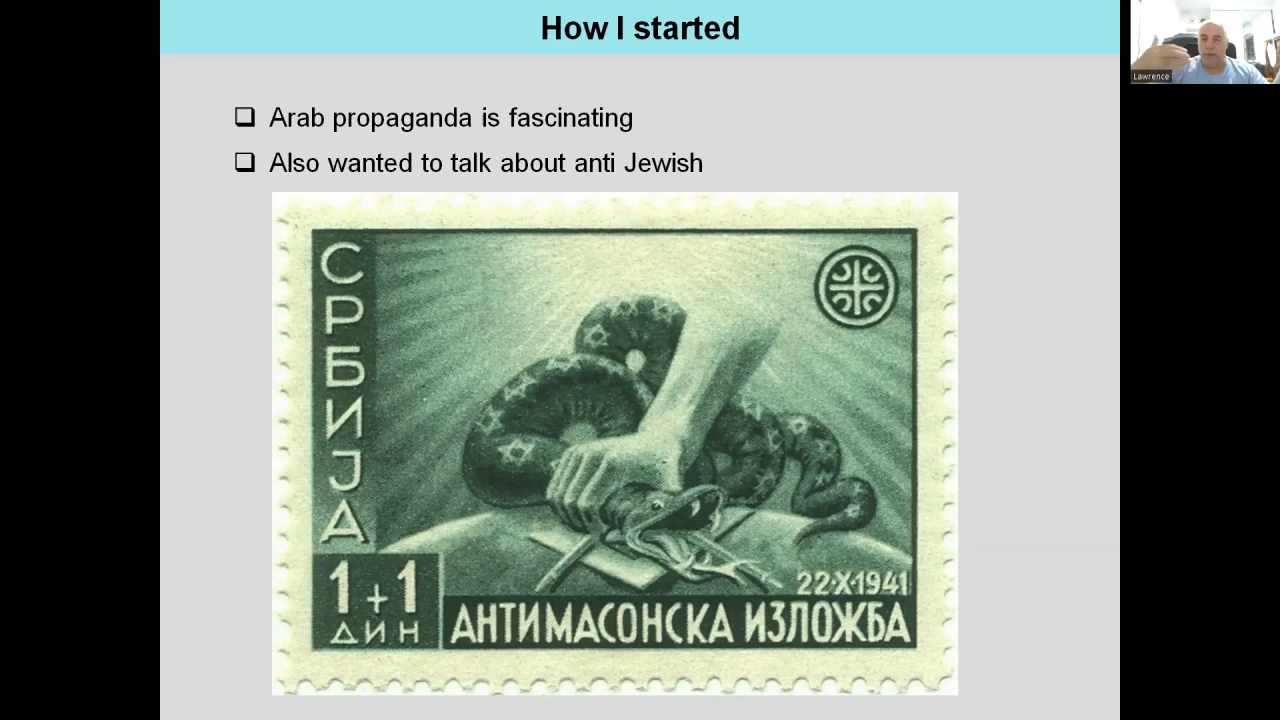 How I started
Lawrence
❑ Arab propaganda is fascinating
❑ Also wanted to talk about anti Jewish
СРБИЈА
1+1
ДИН
22·X·1941
АНТИМАСОНСКА ИЗЛОЖБА